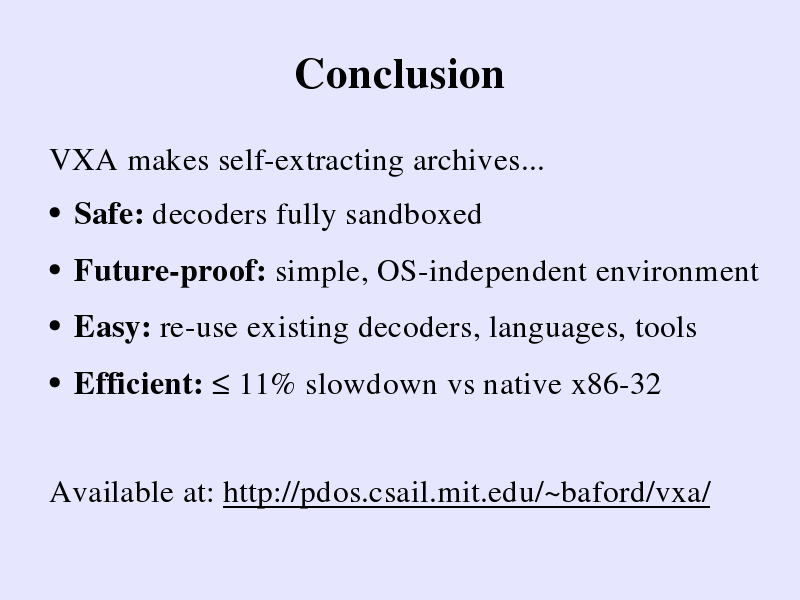 Conclusion
VXA makes self-extracting archives...
• Safe: decoders fully sandboxed
• Future-proof: simple, OS-independent environment
• Easy: re-use existing decoders, languages, tools
• Efficient: ≤ 11% slowdown vs native x86-32
Available at: http://pdos.csail.mit.edu/~baford/vxa/